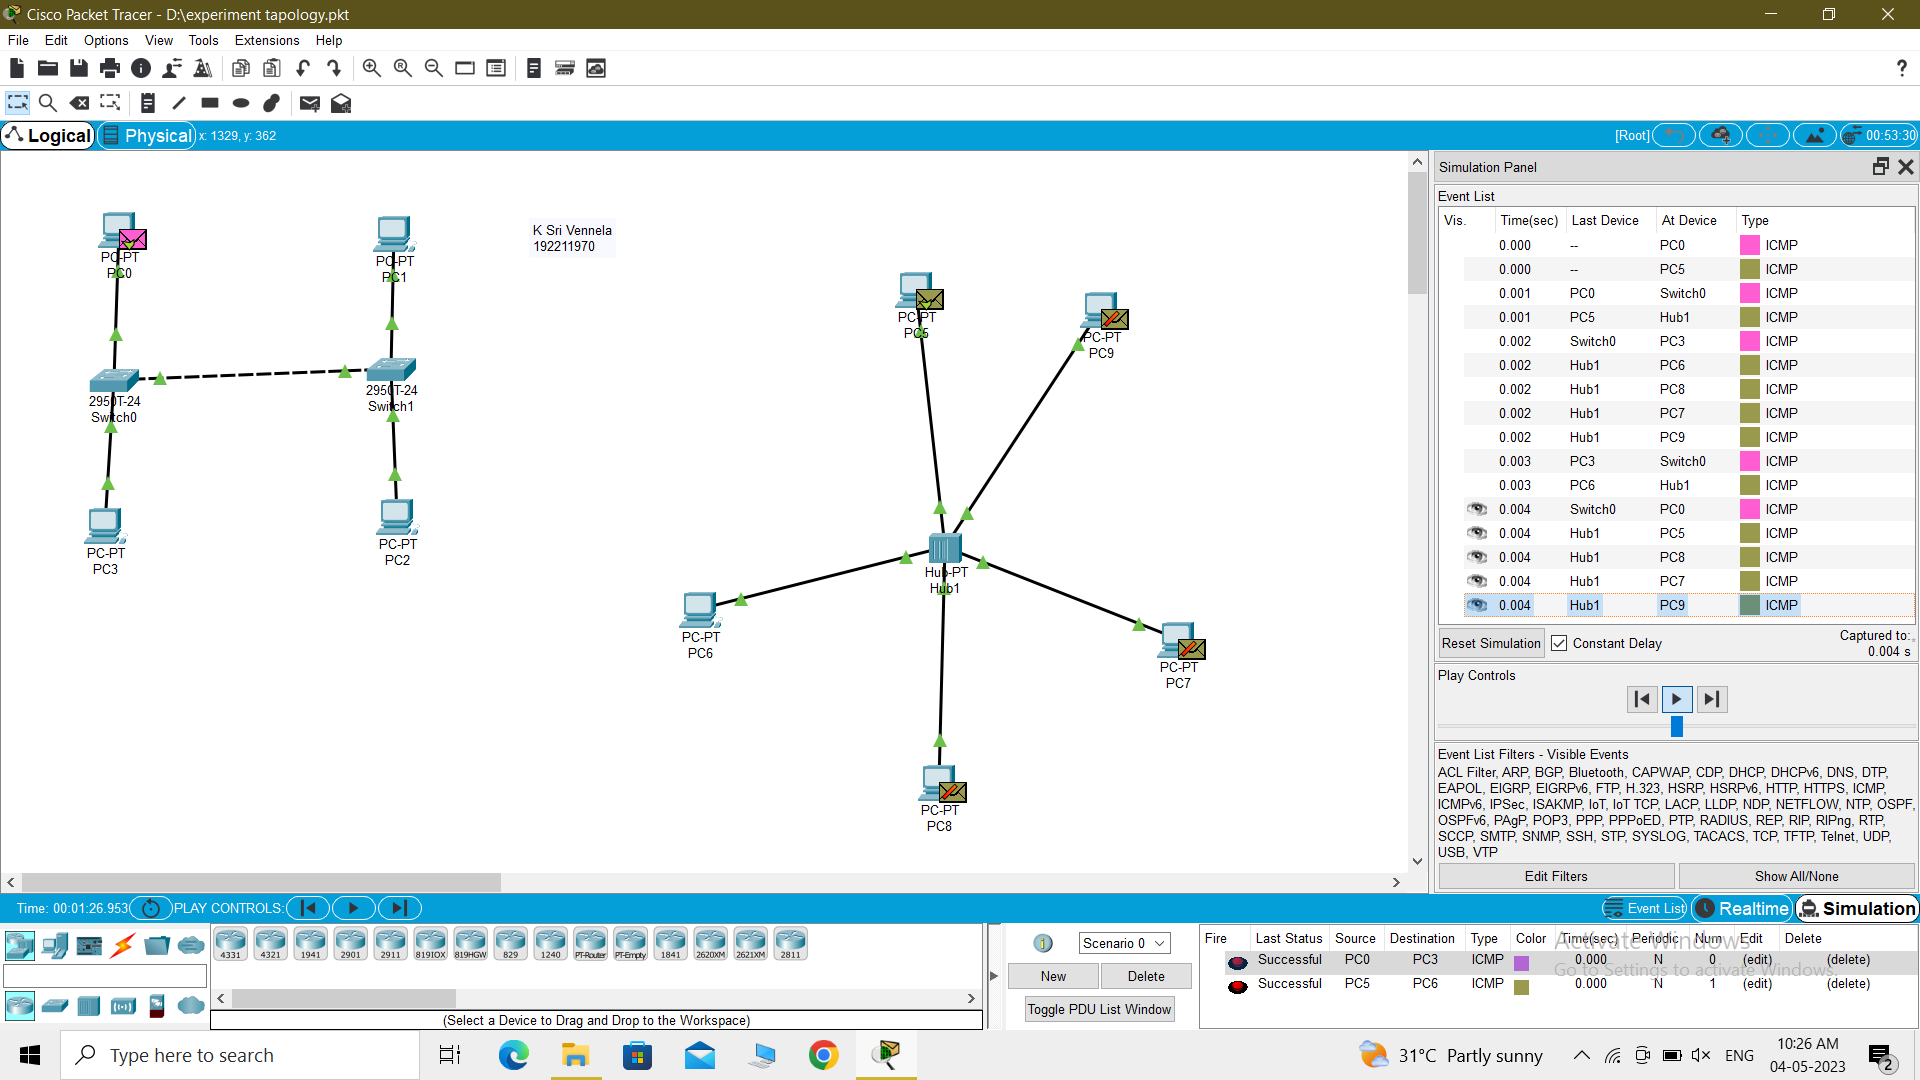 Cisco Packet Tracer - D:\experiment tapology.pkt
File Edit Options View Tools Extensions Help
Logical Physical x: 1329, y: 362 [Root] 00:53:30
K Sri Vennela
192211970
PC-PT
PC0
PC-PT
PC1
2950T-24
Switch0
2950T-24
Switch1
PC-PT
PC3
PC-PT
PC2
PC-PT
PC5
PC-PT
PC9
Hub-PT
Hub1
PC-PT
PC6
PC-PT
PC7
PC-PT
PC8
Simulation Panel
Event List
Vis. Time(sec) Last Device At Device Type
0.000 -- PC0 ICMP
0.000 -- PC5 ICMP
0.001 PC0 Switch0 ICMP
0.001 PC5 Hub1 ICMP
0.002 Switch0 PC3 ICMP
0.002 Hub1 PC6 ICMP
0.002 Hub1 PC8 ICMP
0.002 Hub1 PC7 ICMP
0.002 Hub1 PC9 ICMP
0.003 PC3 Switch0 ICMP
0.003 PC6 Hub1 ICMP
0.004 Switch0 PC0 ICMP
0.004 Hub1 PC5 ICMP
0.004 Hub1 PC8 ICMP
0.004 Hub1 PC7 ICMP
0.004 Hub1 PC9 ICMP
Reset Simulation Constant Delay Captured to:
0.004 s
Play Controls
Event List Filters - Visible Events
ACL Filter, ARP, BGP, Bluetooth, CAPWAP, CDP, DHCP, DHCPv6, DNS, DTP,
EAPOL, EIGRP, EIGRPv6, FTP, H.323, HSRP, HSRPv6, HTTP, HTTPS, ICMP,
ICMPv6, IPSec, ISAKMP, IoT, IoT TCP, LACP, LLDP, NDP, NETFLOW, NTP, OSPF,
OSPFv6, PAgP, POP3, PPP, PPPoED, PTP, RADIUS, REP, RIP, RIPng, RTP,
SCCP, SMTP, SNMP, SSH, STP, SYSLOG, TACACS, TCP, TFTP, Telnet, UDP,
USB, VTP
Edit Filters Show All/None
Time: 00:01:26.953 PLAY CONTROLS: Event List Realtime Simulation
4331 4321 1941 2901 2911 819IOX 819HGW 829 1240 PT-Router PT-Empty 1841 2620XM 2621XM 2811
(Select a Device to Drag and Drop to the Workspace)
Scenario 0
New Delete
Toggle PDU List Window
Fire Last Status Source Destination Type Color Time(sec) Periodic Num Edit Delete
Successful PC0 PC3 ICMP 0.000 N 0 (edit) (delete)
Successful PC5 PC6 ICMP 0.000 N 1 (edit) (delete)
Activate Windows
Go to Settings to activate Windows.
Type here to search
31°C Partly sunny ENG
10:26 AM
04-05-2023
2